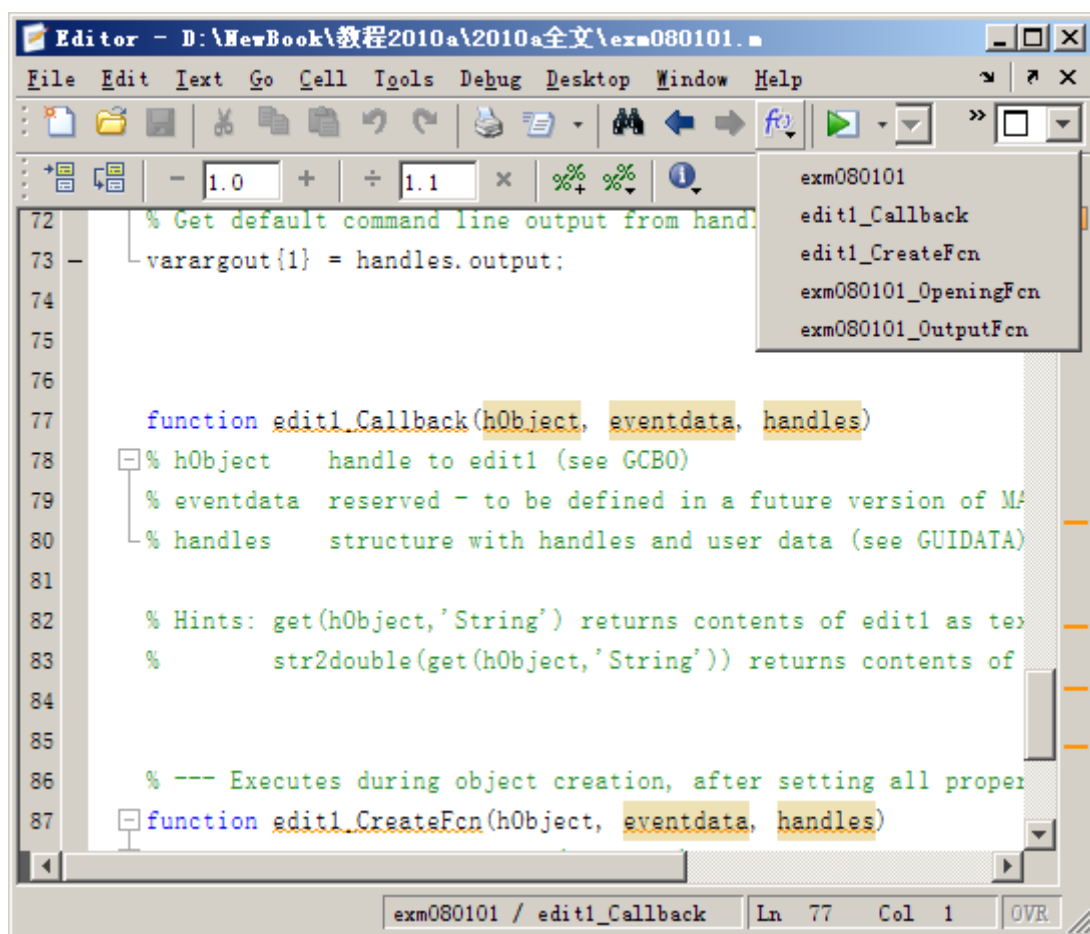 Editor - D:\NewBook\教程2010a\2010a全文\exm080101.m
File Edit Text Go Cell Tools Debug Desktop Window Help
- 1.0 + ÷ 1.1 ×
exm080101
edit1_Callback
edit1_CreateFcn
exm080101_OpeningFcn
exm080101_OutputFcn
72 % Get default command line output from handl
73 - varargout{1} = handles.output;
74
75
76
77 function edit1_Callback(hObject, eventdata, handles)
78 % hObject    handle to edit1 (see GCBO)
79 % eventdata  reserved - to be defined in a future version of MA
80 % handles    structure with handles and user data (see GUIDATA)
81
82 % Hints: get(hObject,'String') returns contents of edit1 as tex
83 %        str2double(get(hObject,'String')) returns contents of
84
85
86 % --- Executes during object creation, after setting all proper
87 function edit1_CreateFcn(hObject, eventdata, handles)
exm080101 / edit1_Callback Ln 77 Col 1 OVR